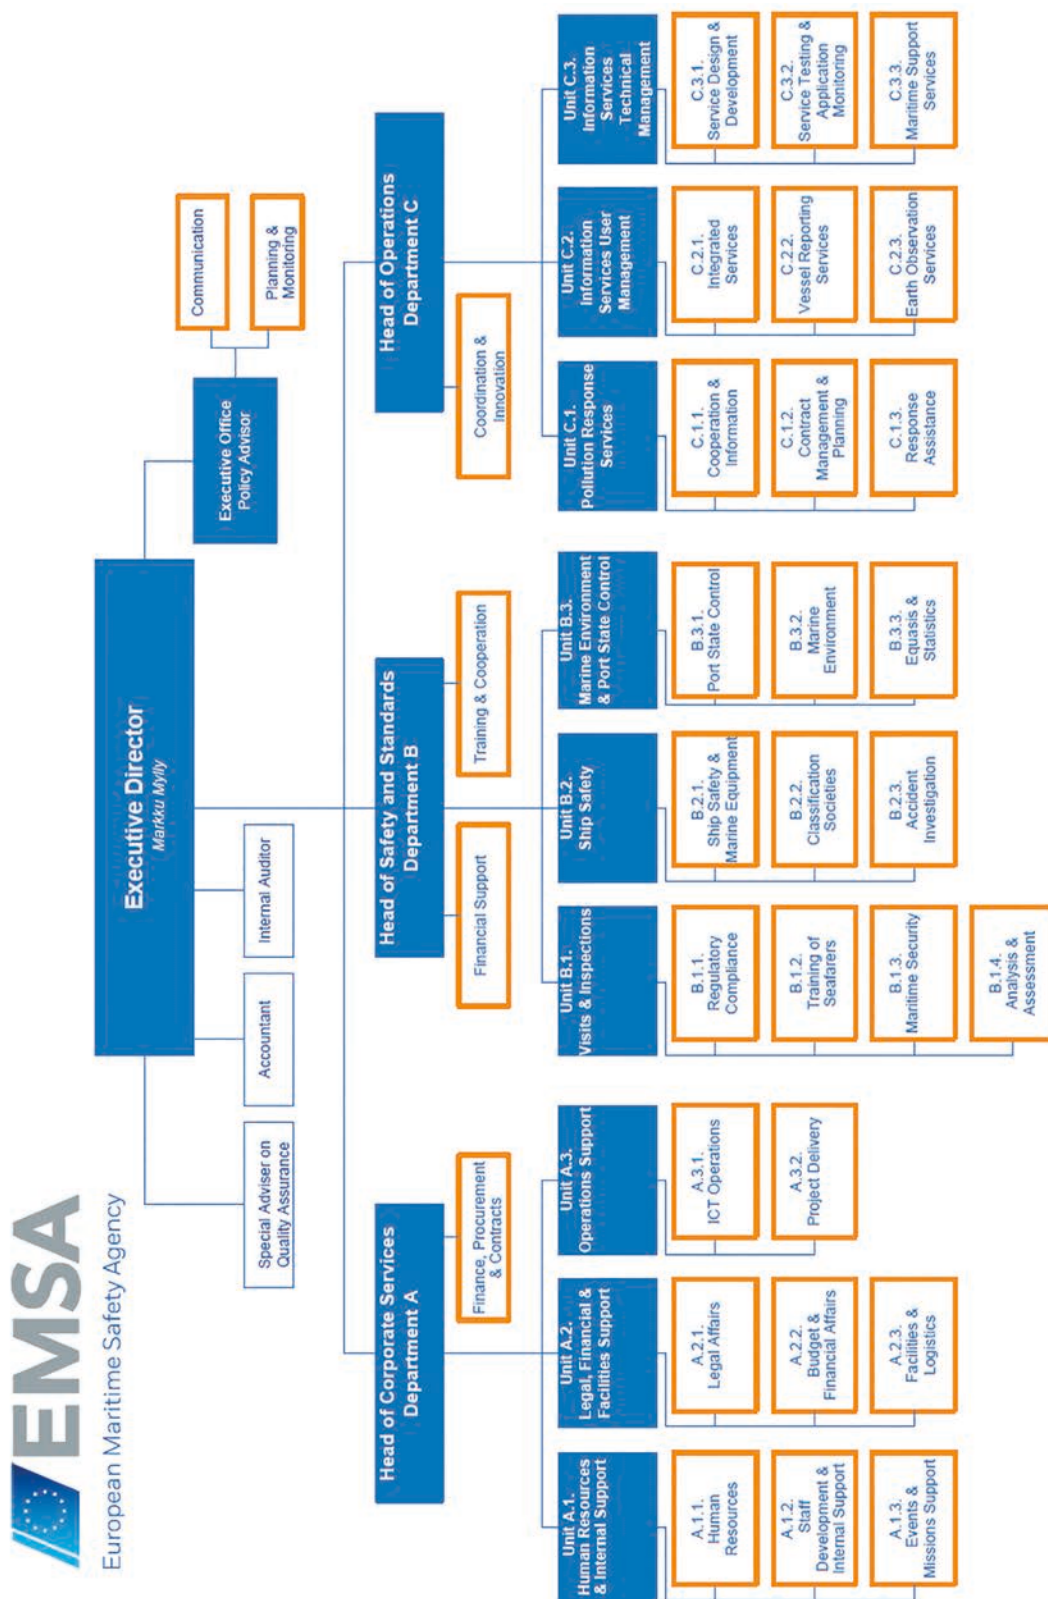 EMSA
European Maritime Safety Agency
Executive Director
Markku Mylly
Special Adviser on
Quality Assurance
Accountant
Internal Auditor
Executive Office
Policy Advisor
Communication
Planning &
Monitoring
Head of Corporate Services
Department A
Finance, Procurement
& Contracts
Head of Safety and Standards
Department B
Financial Support
Training & Cooperation
Head of Operations
Department C
Coordination &
Innovation
Unit A.1.
Human Resources
& Internal Support
A.1.1.
Human
Resources
A.1.2.
Staff
Development &
Internal Support
A.1.3.
Events &
Missions Support
Unit A.2.
Legal, Financial &
Facilities Support
A.2.1.
Legal Affairs
A.2.2.
Budget &
Financial Affairs
A.2.3.
Facilities &
Logistics
Unit A.3.
Operations Support
A.3.1.
ICT Operations
A.3.2.
Project Delivery
Unit B.1.
Visits & Inspections
B.1.1.
Regulatory
Compliance
B.1.2.
Training of
Seafarers
B.1.3.
Maritime Security
B.1.4.
Analysis &
Assessment
Unit B.2.
Ship Safety
B.2.1.
Ship Safety &
Marine Equipment
B.2.2.
Classification
Societies
B.2.3.
Accident
Investigation
Unit B.3.
Marine Environment
& Port State Control
B.3.1.
Port State Control
B.3.2.
Marine
Environment
B.3.3.
Equasis &
Statistics
Unit C.1.
Pollution Response
Services
C.1.1.
Cooperation &
Information
C.1.2.
Contract
Management &
Planning
C.1.3.
Response
Assistance
Unit C.2.
Information
Services User
Management
C.2.1.
Integrated
Services
C.2.2.
Vessel Reporting
Services
C.2.3.
Earth Observation
Services
Unit C.3.
Information
Services
Technical
Management
C.3.1.
Service Design &
Development
C.3.2.
Service Testing &
Application
Monitoring
C.3.3.
Maritime Support
Services